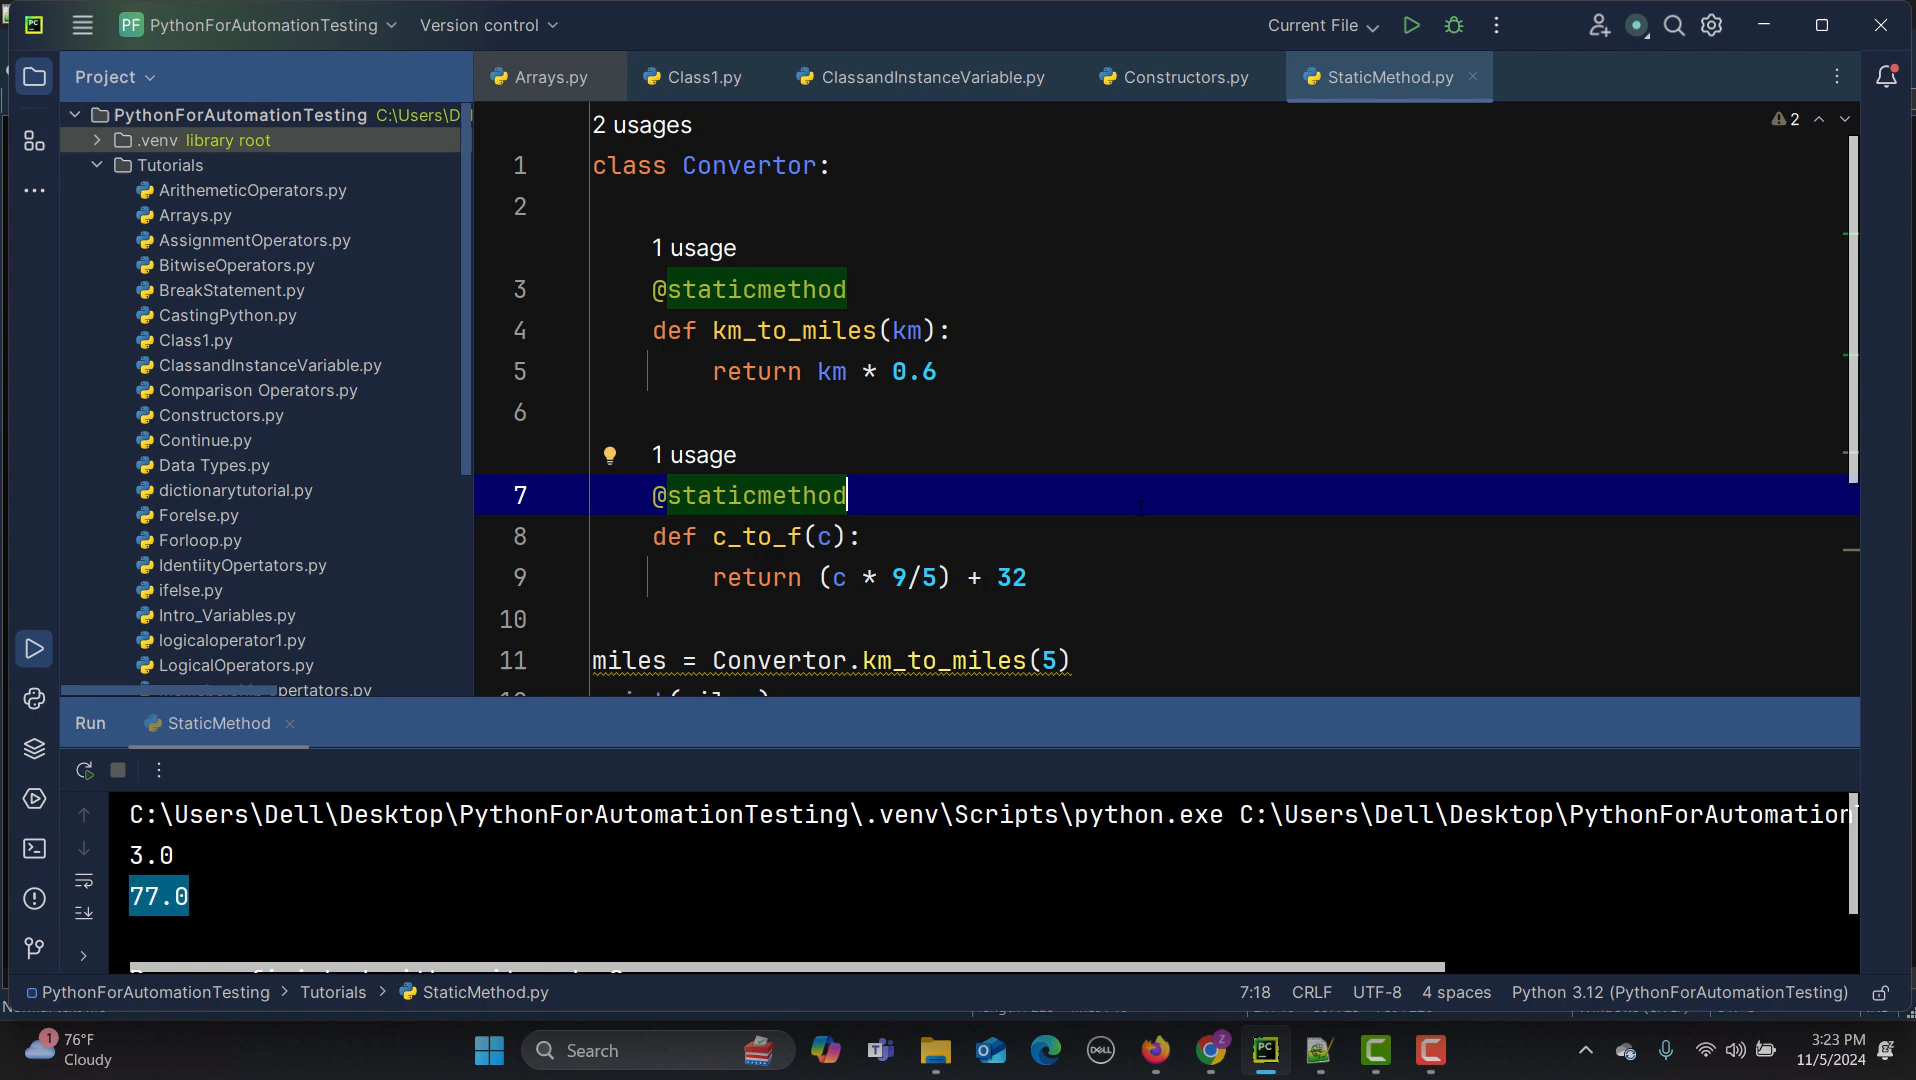 PC
PF PythonForAutomationTesting
Version control
Current File
Project
Arrays.py
Class1.py
ClassandInstanceVariable.py
Constructors.py
StaticMethod.py
PythonForAutomationTesting C:\Users\D
.venv library root
Tutorials
ArithemeticOperators.py
Arrays.py
AssignmentOperators.py
BitwiseOperators.py
BreakStatement.py
CastingPython.py
Class1.py
ClassandInstanceVariable.py
Comparison Operators.py
Constructors.py
Continue.py
Data Types.py
dictionarytutorial.py
Forelse.py
Forloop.py
IdentiityOpertators.py
ifelse.py
Intro_Variables.py
logicaloperator1.py
LogicalOperators.py
2
2 usages
1 class Convertor:
2
1 usage
3 @staticmethod
4 def km_to_miles(km):
5 return km * 0.6
6
1 usage
7 @staticmethod
8 def c_to_f(c):
9 return (c * 9/5) + 32
10
11 miles = Convertor.km_to_miles(5)
Run
StaticMethod
C:\Users\Dell\Desktop\PythonForAutomationTesting\.venv\Scripts\python.exe C:\Users\Dell\Desktop\PythonForAutomation
3.0
77.0
PythonForAutomationTesting > Tutorials > StaticMethod.py
7:18 CRLF UTF-8 4 spaces Python 3.12 (PythonForAutomationTesting)
1
76°F
Cloudy
Search
DELL
PC
3:23 PM
11/5/2024